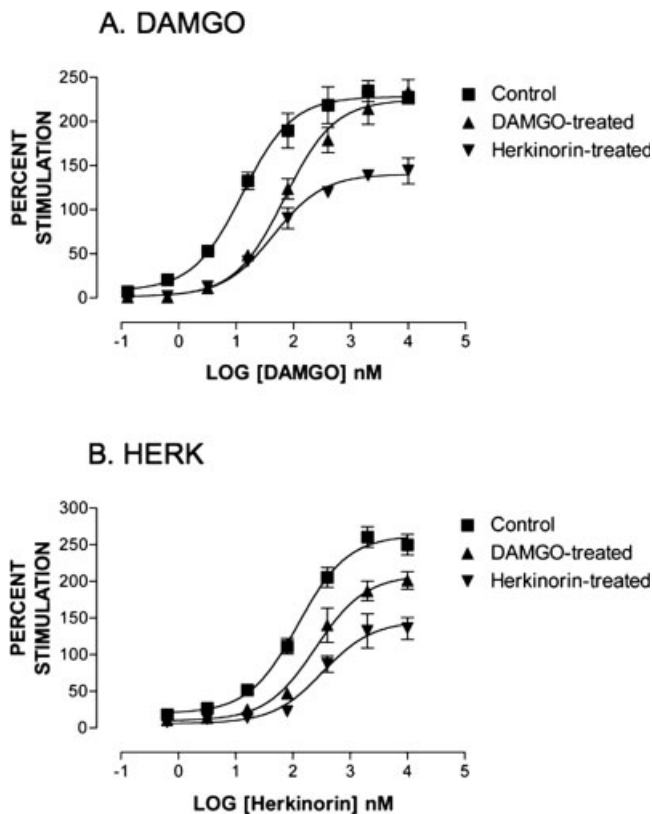 A. DAMGO
250
200
150
100
50
0
PERCENT
STIMULATION
Control
DAMGO-treated
Herkinorin-treated
-1 0 1 2 3 4 5
LOG [DAMGO] nM
B. HERK
300
250
200
150
100
50
0
PERCENT
STIMULATION
Control
DAMGO-treated
Herkinorin-treated
-1 0 1 2 3 4 5
LOG [Herkinorin] nM